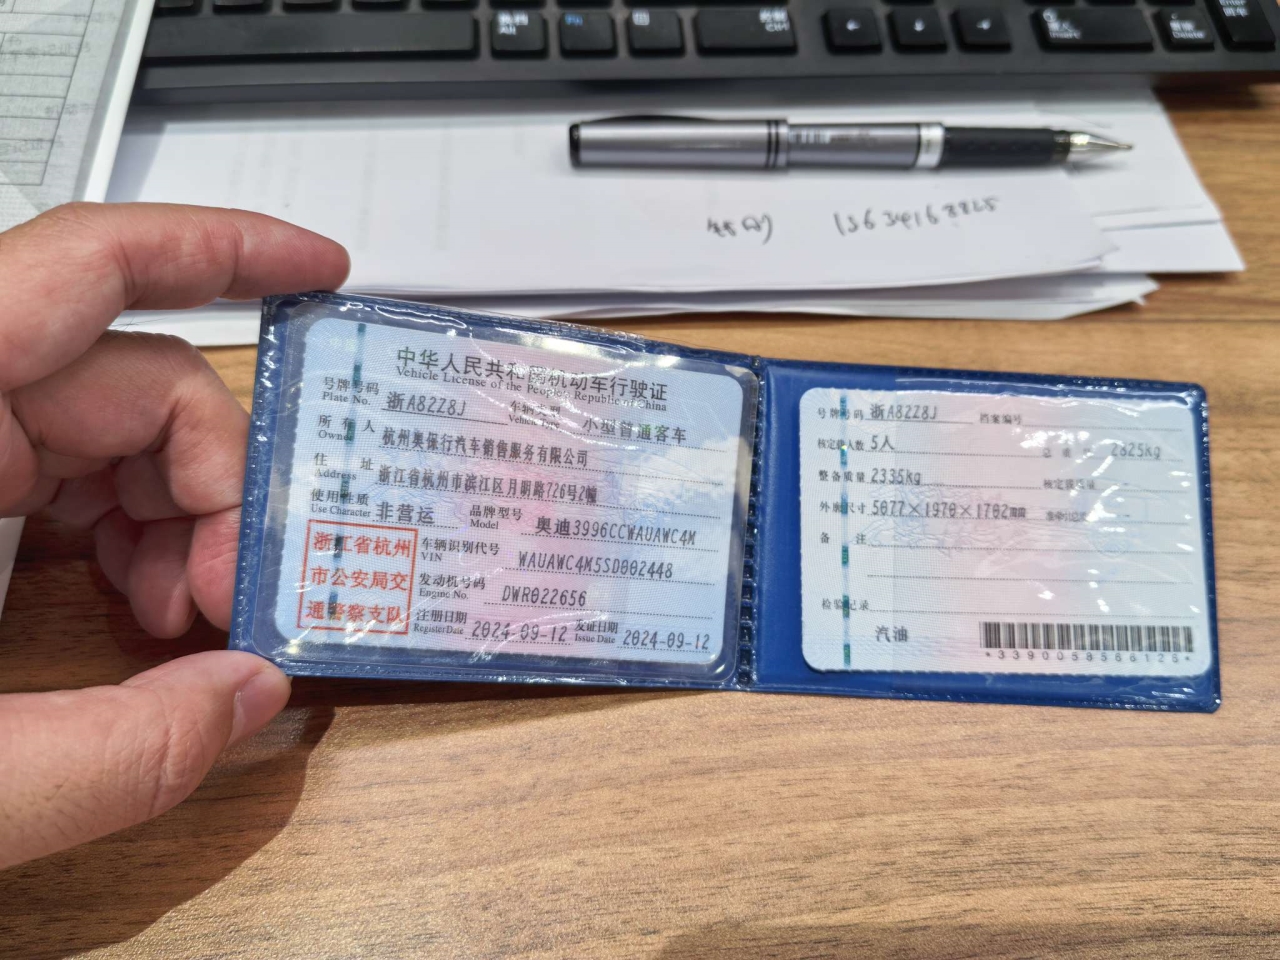 All
Ctrl
Insert
Delete
Enter
15634168825
中华人民共和国机动车行驶证
Vehicle License of the People's Republic of China
号牌号码 浙A82Z8J 车辆类型 小型普通客车
Plate No. Vehicle Type
所有人 杭州奥保行汽车销售服务有限公司
Owner
住址 浙江省杭州市滨江区月明路726号2幢
Address
使用性质 非营运 品牌型号 奥迪3996CCWAUAWC4M
Use Character Model
浙江省杭州
市公安局交
通警察支队
车辆识别代号 WAUAWC4M5SD002448
VIN
发动机号码 DWR022656
Engine No.
注册日期 2024-09-12 发证日期 2024-09-12
Register Date Issue Date
号牌号码 浙A82Z8J 档案编号
核定载人数 5人 总质量 2825kg
整备质量 2335kg 核定载质量 --
外廓尺寸 5077×1970×1702mm --
备注
检验记录
汽油
*3390058566126*